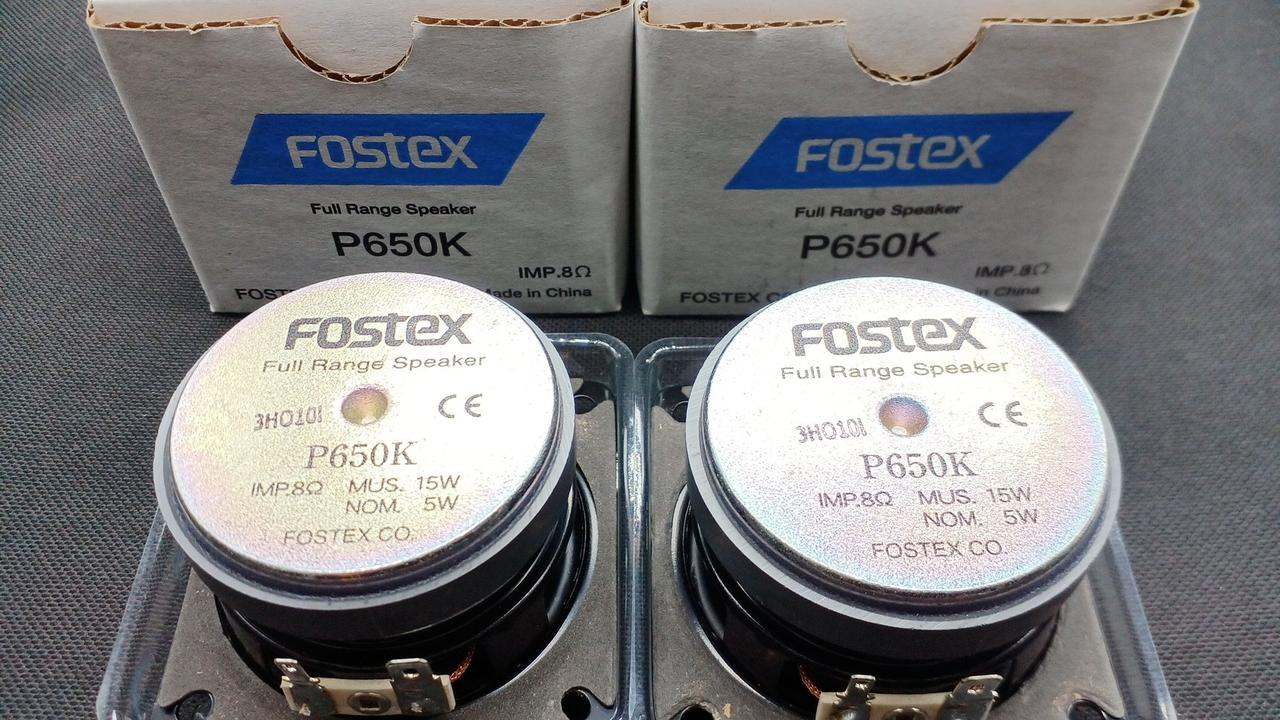 FOSTEX
Full Range Speaker
P650K
IMP.8Ω
Made in China
FOSTEX
Full Range Speaker
P650K
IMP.8Ω
FOSTEX
in China
FOSTEX
Full Range Speaker
3HO10I
CE
P650K
IMP.8Ω MUS. 15W
NOM. 5W
FOSTEX CO.
FOSTEX
Full Range Speaker
3HO10I
CE
P650K
IMP.8Ω MUS. 15W
NOM. 5W
FOSTEX CO.